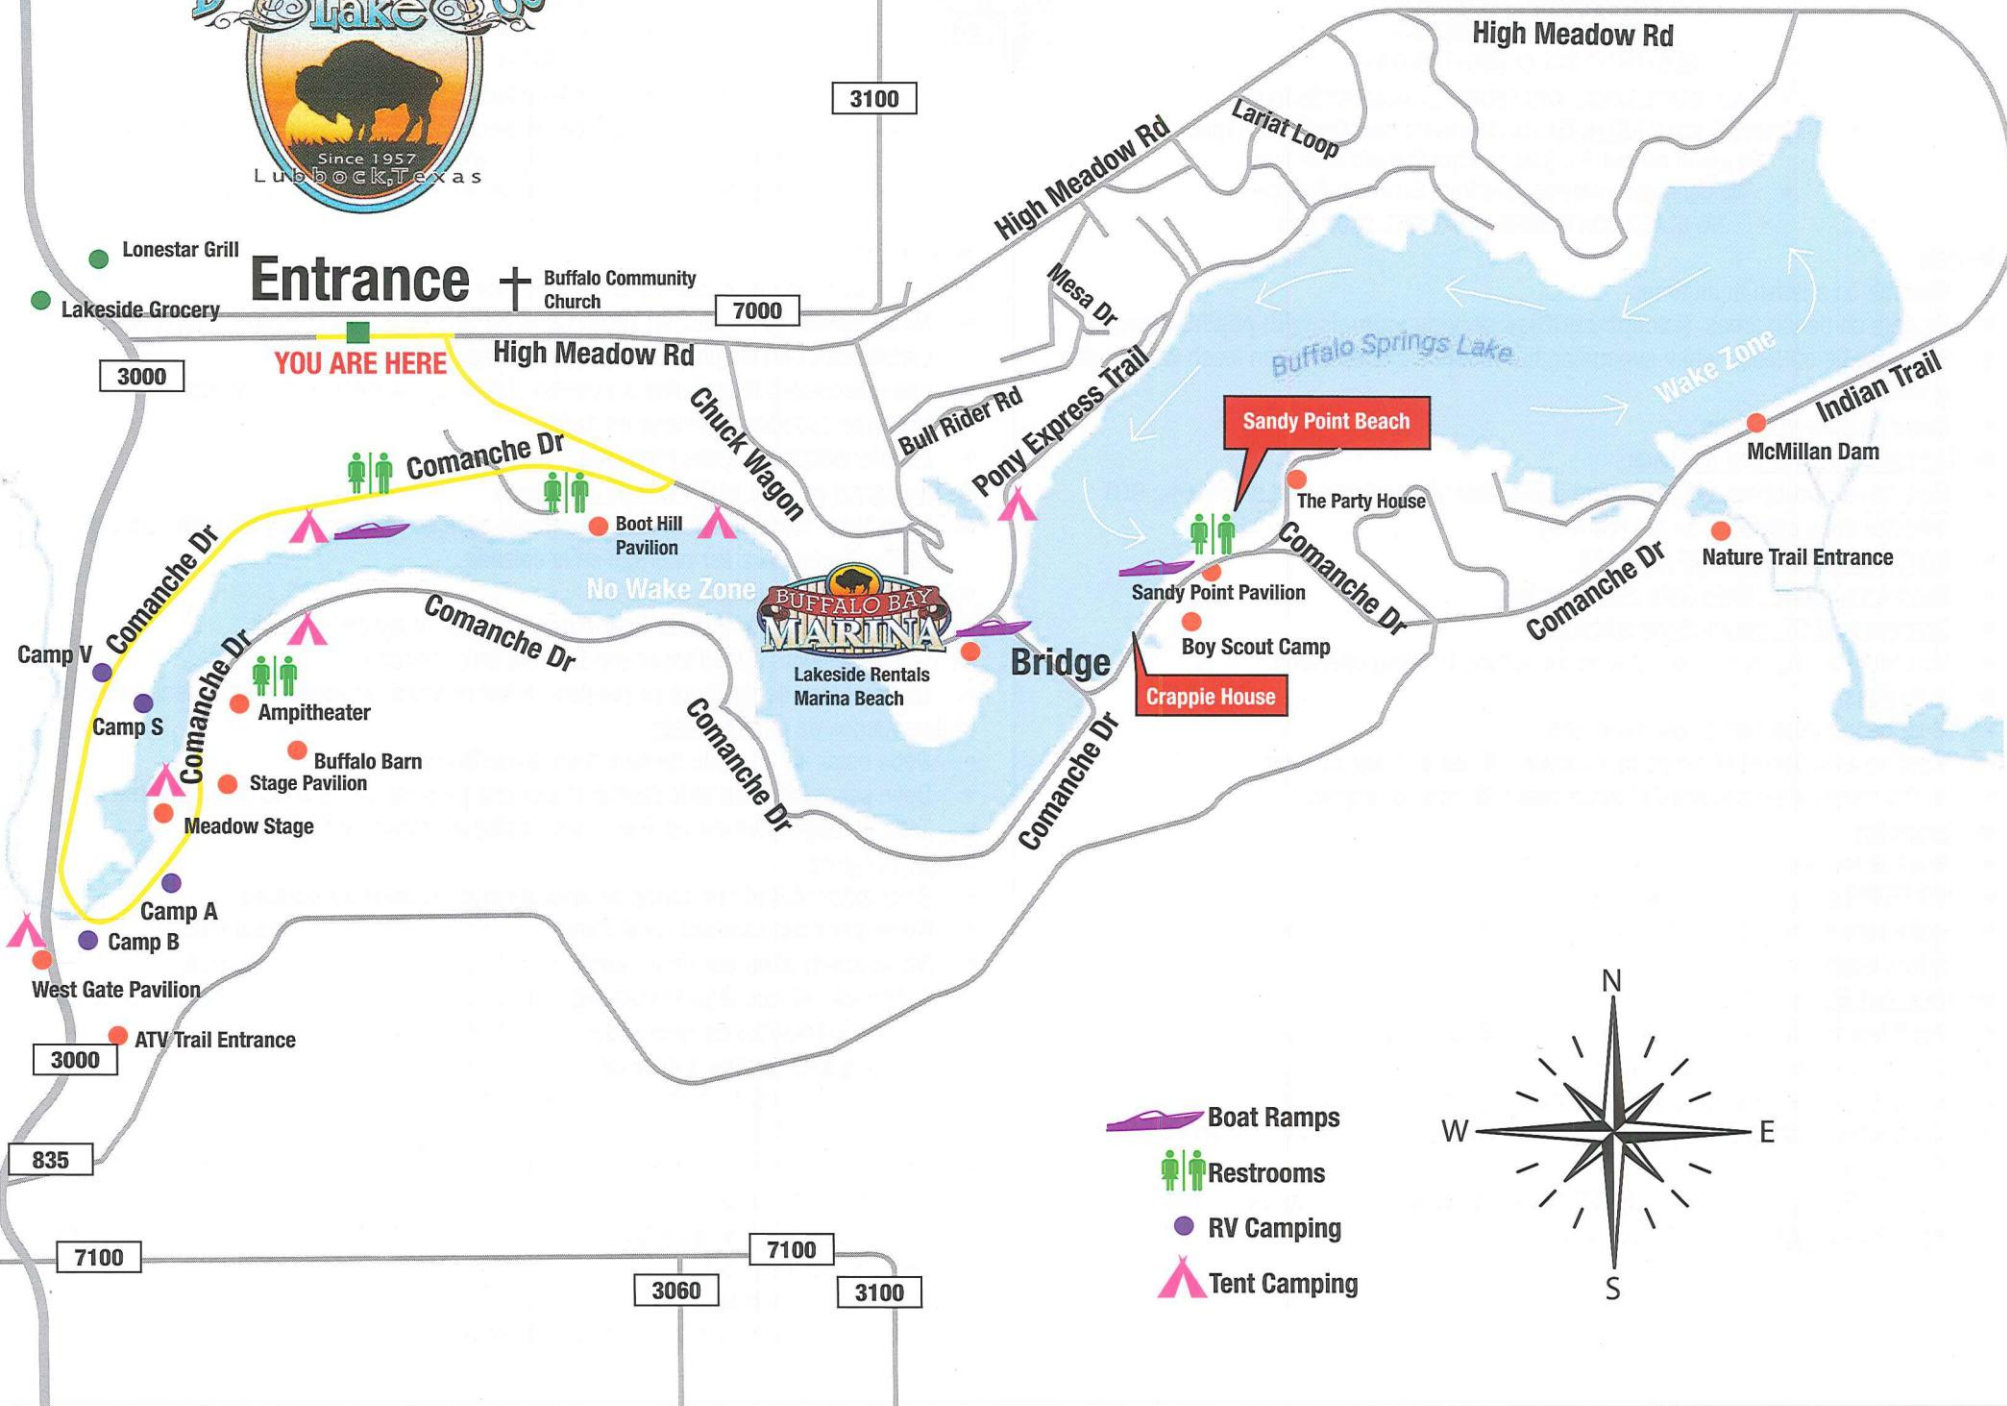 Lake
Since 1957
Lubbock,Texas
High Meadow Rd
3100
Lariat Loop
High Meadow Rd
Lonestar Grill
Entrance
Buffalo Community
Church
Lakeside Grocery
7000
Mesa Dr
YOU ARE HERE
High Meadow Rd
3000
Buffalo Springs Lake
Wake Zone
Indian Trail
Chuck Wagon
Bull Rider Rd
Pony Express Trail
Sandy Point Beach
McMillan Dam
Comanche Dr
The Party House
Boot Hill
Pavilion
Comanche Dr
Comanche Dr
Nature Trail Entrance
No Wake Zone
BUFFALO BAY
MARINA
Lakeside Rentals
Marina Beach
Sandy Point Pavilion
Comanche Dr
Comanche Dr
Boy Scout Camp
Bridge
Crappie House
Camp V
Camp S
Comanche Dr
Ampitheater
Buffalo Barn
Stage Pavilion
Meadow Stage
Comanche Dr
Comanche Dr
Camp A
Camp B
West Gate Pavilion
ATV Trail Entrance
3000
835
7100
7100
3060
3100
Boat Ramps
Restrooms
RV Camping
Tent Camping
N
W
E
S